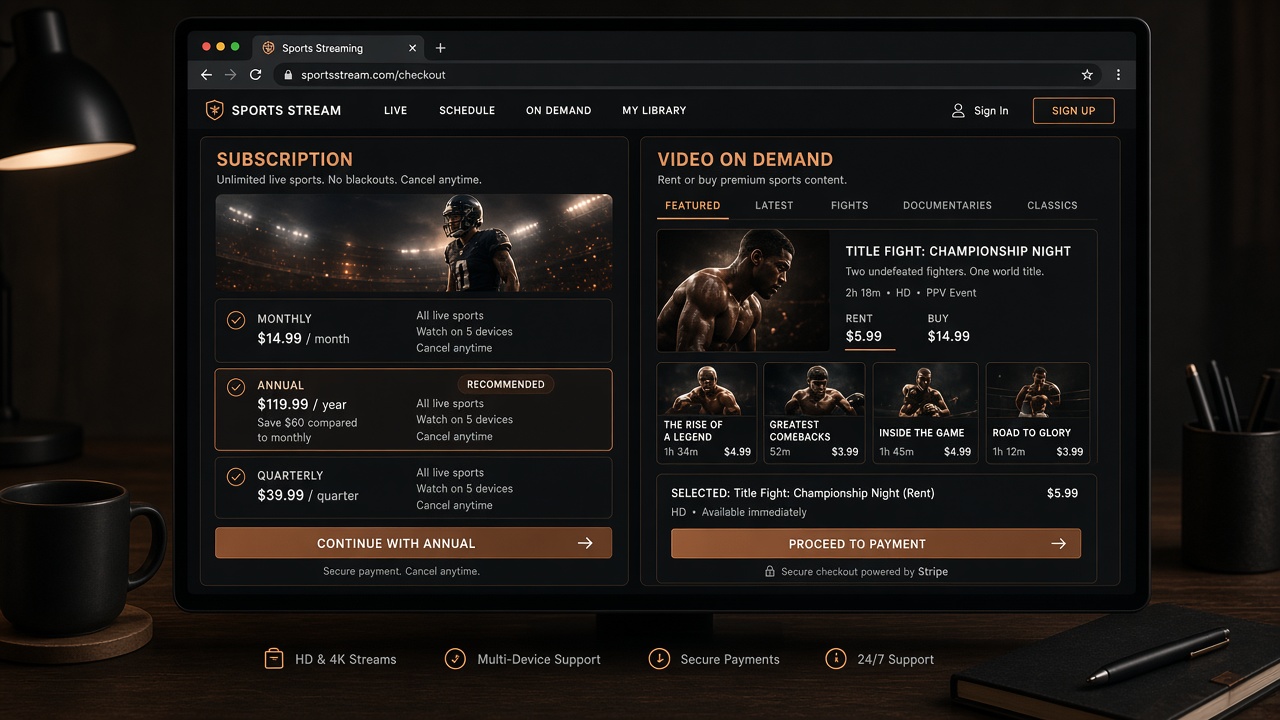 Sports Streaming
sportsstream.com/checkout
SPORTS STREAM
LIVE
SCHEDULE
ON DEMAND
MY LIBRARY
Sign In
SIGN UP
SUBSCRIPTION
Unlimited live sports. No blackouts. Cancel anytime.
MONTHLY
$14.99 / month
All live sports
Watch on 5 devices
Cancel anytime
ANNUAL
RECOMMENDED
$119.99 / year
Save $60 compared
to monthly
All live sports
Watch on 5 devices
Cancel anytime
QUARTERLY
$39.99 / quarter
All live sports
Watch on 5 devices
Cancel anytime
CONTINUE WITH ANNUAL
Secure payment. Cancel anytime.
VIDEO ON DEMAND
Rent or buy premium sports content.
FEATURED
LATEST
FIGHTS
DOCUMENTARIES
CLASSICS
TITLE FIGHT: CHAMPIONSHIP NIGHT
Two undefeated fighters. One world title.
2h 18m • HD • PPV Event
RENT
$5.99
BUY
$14.99
THE RISE OF
A LEGEND
1h 34m $4.99
GREATEST
COMEBACKS
52m $3.99
INSIDE THE GAME
1h 45m $4.99
ROAD TO GLORY
1h 12m $3.99
SELECTED: Title Fight: Championship Night (Rent) $5.99
HD • Available immediately
PROCEED TO PAYMENT
Secure checkout powered by Stripe
HD & 4K Streams
Multi-Device Support
Secure Payments
24/7 Support